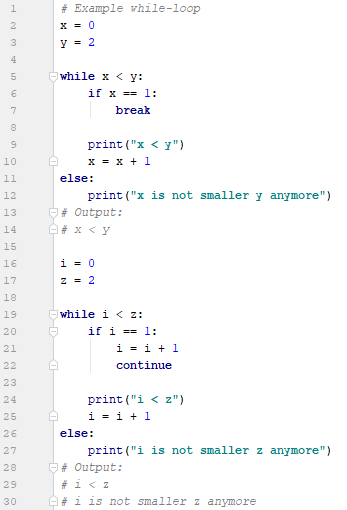 1 # Example while-loop
2 x = 0
3 y = 2
4
5 while x < y:
6     if x == 1:
7         break
8
9     print("x < y")
10     x = x + 1
11 else:
12     print("x is not smaller y anymore")
13 # Output:
14 # x < y
15
16 i = 0
17 z = 2
18
19 while i < z:
20     if i == 1:
21         i = i + 1
22         continue
23
24     print("i < z")
25     i = i + 1
26 else:
27     print("i is not smaller z anymore")
28 # Output:
29 # i < z
30 # i is not smaller z anymore